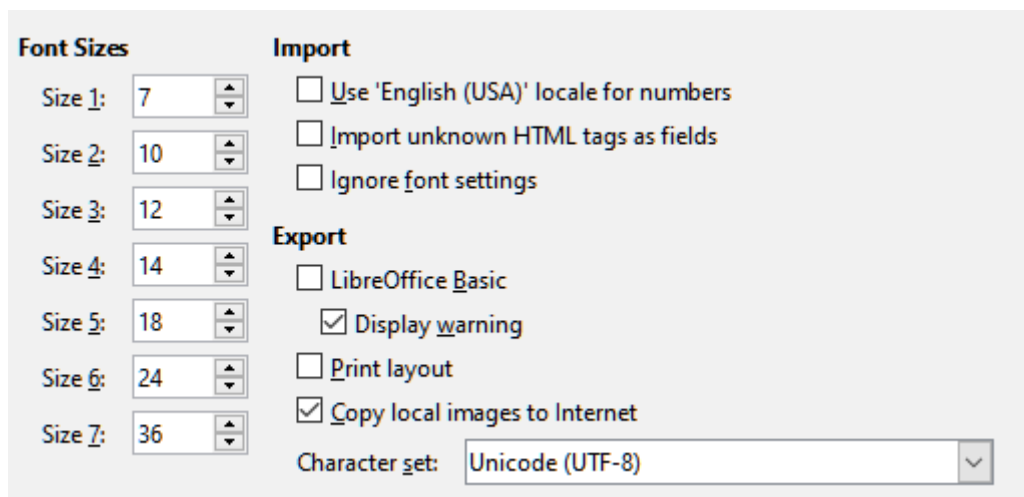 Font Sizes
Size 1: 7
Size 2: 10
Size 3: 12
Size 4: 14
Size 5: 18
Size 6: 24
Size 7: 36
Import
Use 'English (USA)' locale for numbers
Import unknown HTML tags as fields
Ignore font settings
Export
LibreOffice Basic
Display warning
Print layout
Copy local images to Internet
Character set: Unicode (UTF-8)